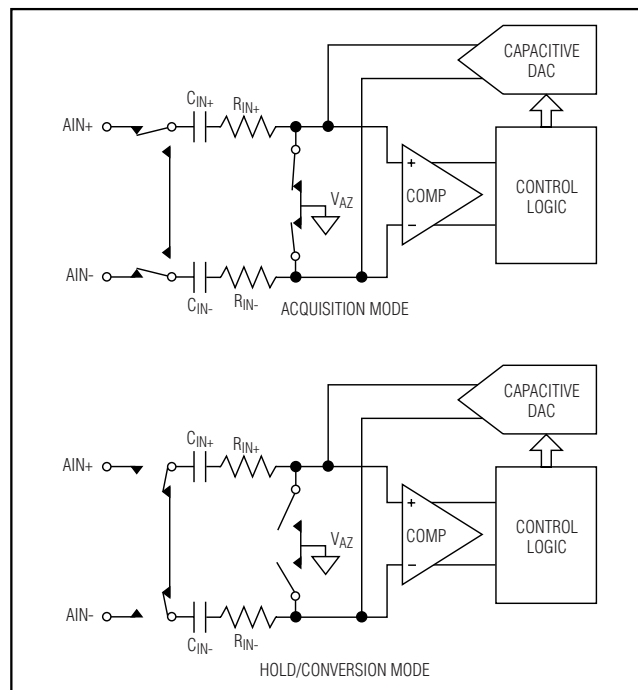 CAPACITIVE
DAC
CIN+
RIN+
AIN+
VAZ
+
COMP
−
CONTROL
LOGIC
AIN-
CIN-
RIN-
ACQUISITION MODE
CAPACITIVE
DAC
CIN+
RIN+
AIN+
VAZ
+
COMP
−
CONTROL
LOGIC
AIN-
CIN-
RIN-
HOLD/CONVERSION MODE